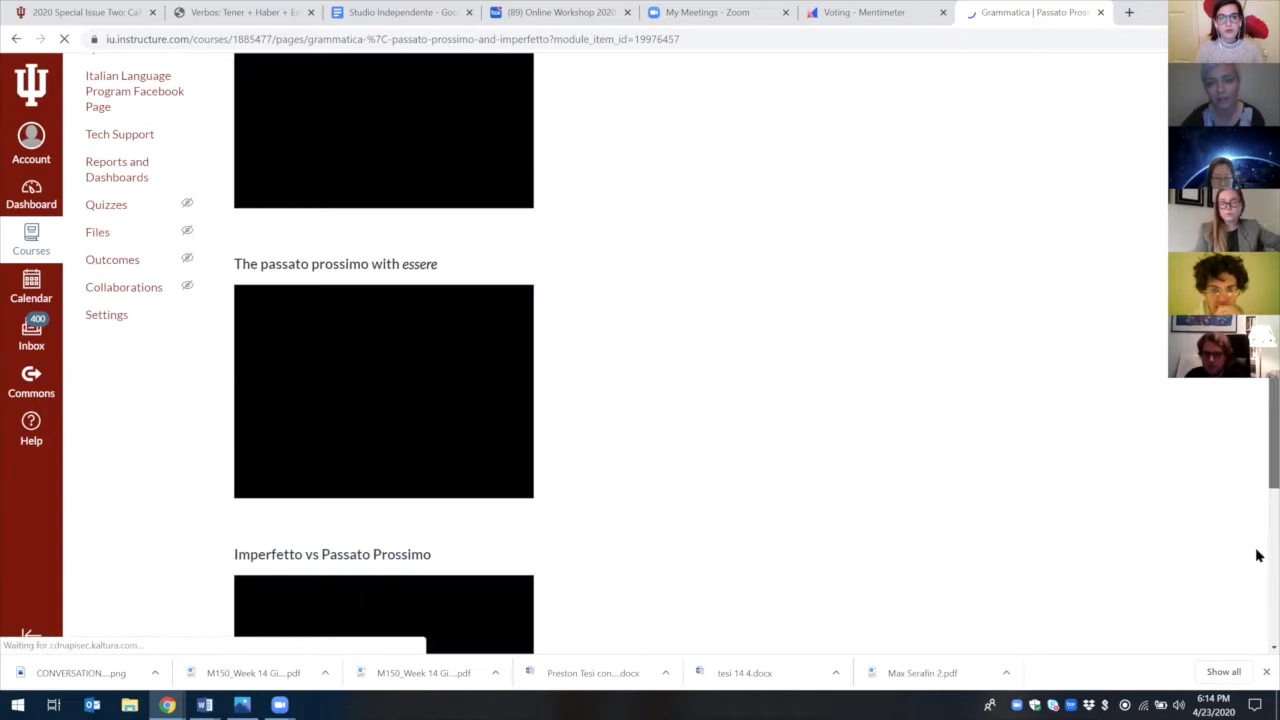 2020 Special Issue Two: Call
Verbos: Tener + Haber + Est
Studio Independente - Goo
(89) Online Workshop 2020
My Meetings - Zoom
Voting - Mentimeter
Grammatica | Passato Pross
iu.instructure.com/courses/1885477/pages/grammatica-%7C-passato-prossimo-and-imperfetto?module_item_id=19976457
Account
Dashboard
Courses
Calendar
400
Inbox
Commons
Help
Italian Language
Program Facebook
Page
Tech Support
Reports and
Dashboards
Quizzes
Files
Outcomes
Collaborations
Settings
The passato prossimo with essere
Imperfetto vs Passato Prossimo
Waiting for cdnapisec.kaltura.com...
CONVERSATION....png
M150_Week 14 Gi....pdf
M150_Week 14 Gi....pdf
Preston Tesi con....docx
tesi 14 4.docx
Max Serafin 2.pdf
Show all
6:14 PM
4/23/2020